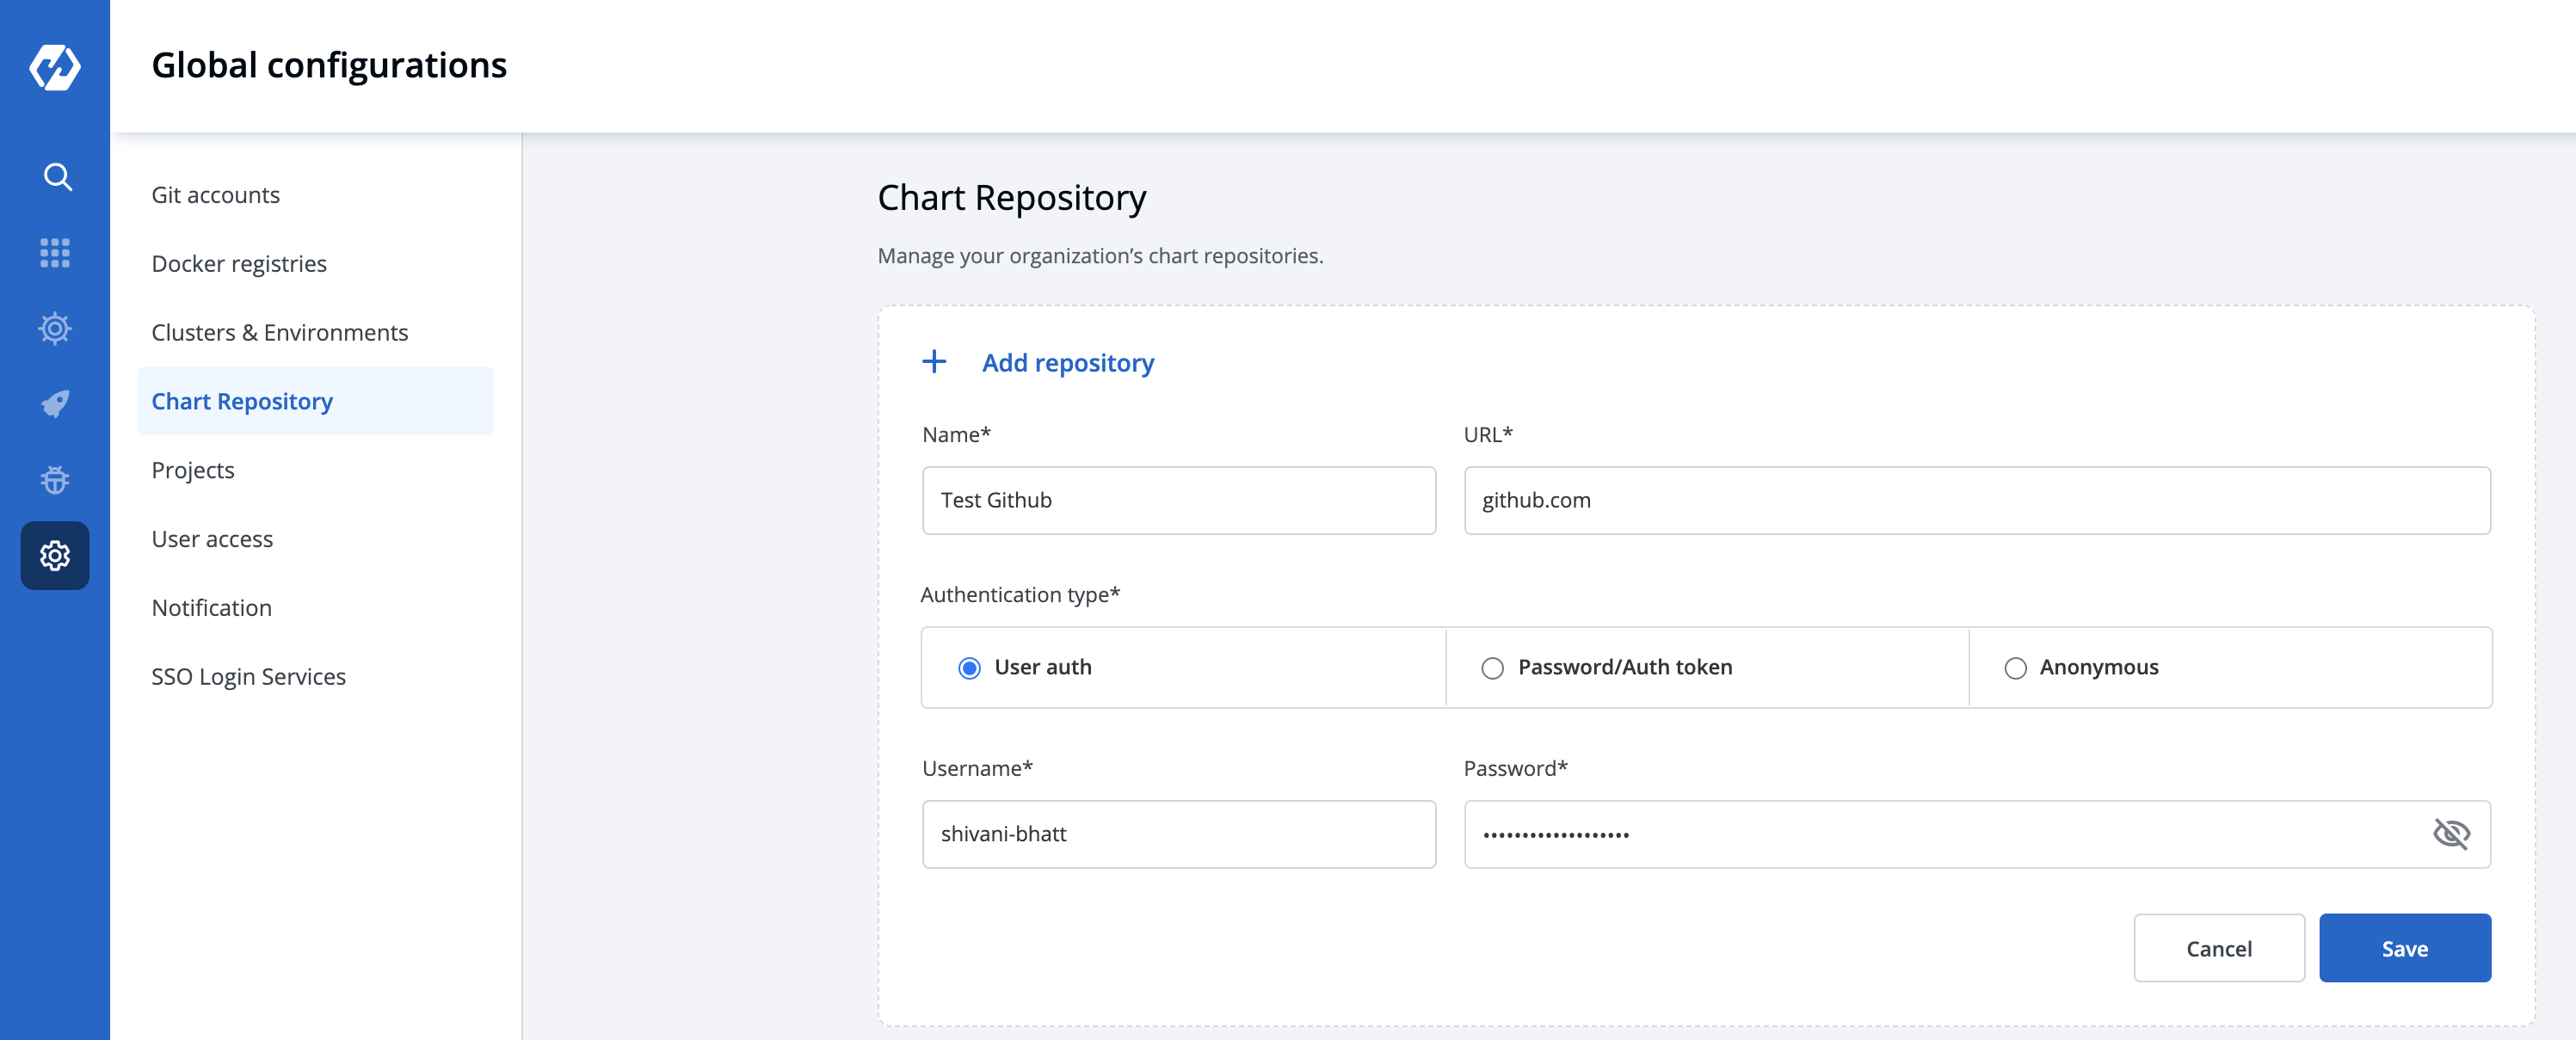 Global configurations
Git accounts
Docker registries
Clusters & Environments
Chart Repository
Projects
User access
Notification
SSO Login Services
Chart Repository
Manage your organization’s chart repositories.
Add repository
Name*
URL*
Test Github
github.com
Authentication type*
User auth
Password/Auth token
Anonymous
Username*
Password*
shivani-bhatt
•••••••••••••••••••
Cancel
Save